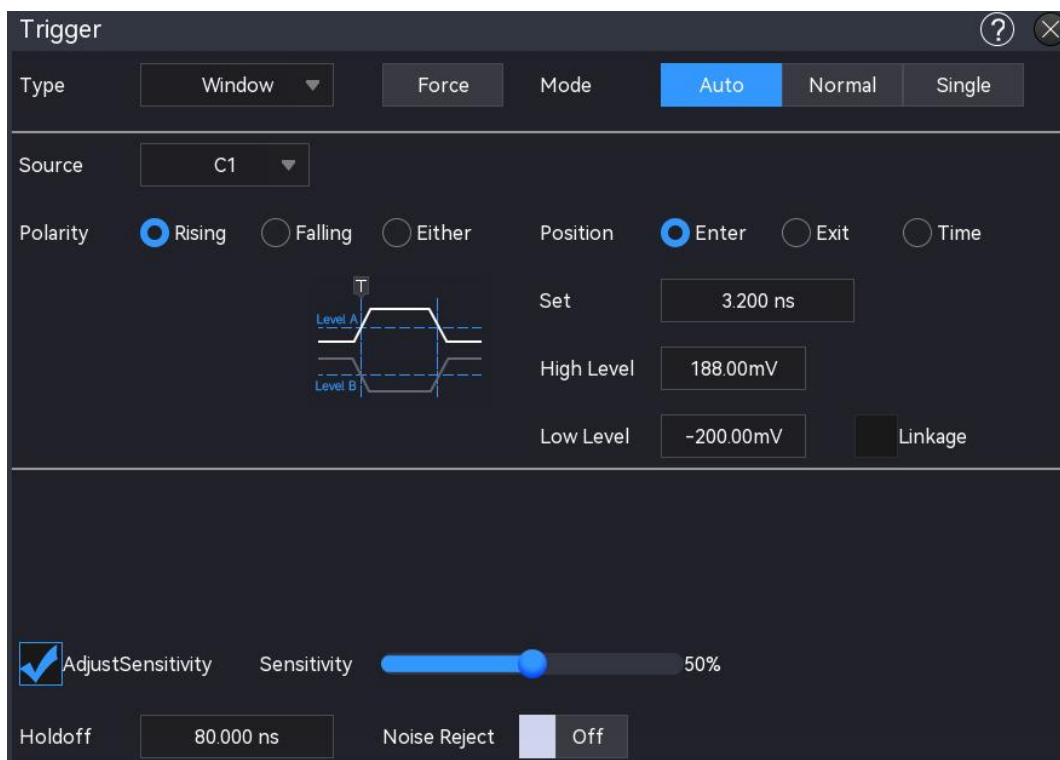 Trigger ?
Type Window Force Mode Auto Normal Single
Source C1
Polarity Rising Falling Either Position Enter Exit Time
T
Set 3.200 ns
Level A
High Level 188.00mV
Level B
Low Level -200.00mV Linkage
AdjustSensitivity Sensitivity 50%
Holdoff 80.000 ns Noise Reject Off